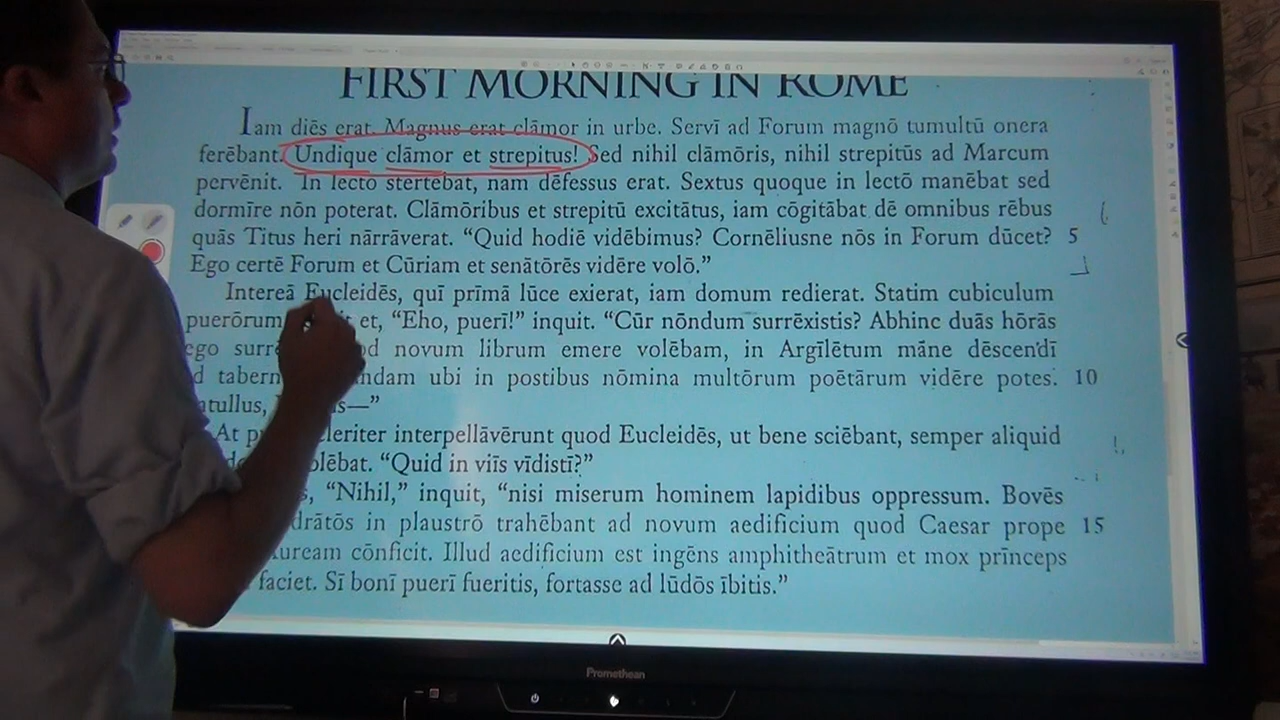 FIRST MORNING IN ROME
Iam diēs erat. Magnus erat clāmor in urbe. Servī ad Forum magnō tumultū onera
ferēbant. Undique clāmor et strepitus! Sed nihil clāmōris, nihil strepitūs ad Marcum
pervēnit. In lectō stertēbat, nam dēfessus erat. Sextus quoque in lectō manēbat sed
dormīre nōn poterat. Clāmōribus et strepitū excitātus, iam cōgitābat dē omnibus rēbus
quās Titus heri nārrāverat. “Quid hodiē vidēbimus? Cornēliusne nōs in Forum dūcet? 5
Ego certē Forum et Cūriam et senātōrēs vidēre volō.”
Intereā Eucleidēs, quī prīmā lūce exierat, iam domum redierat. Statim cubiculum
puerōrum et, “Eho, puerī!” inquit. “Cūr nōndum surrēxistis? Abhinc duās hōrās
ego novum librum emere volēbam, in Argīlētum māne dēscendī
ubi in postibus nōmina multōrum poētārum vidēre potes. 10
At interpellāvērunt quod Eucleidēs, ut bene sciēbant, semper aliquid
“Quid in viīs vīdistī?”
“Nihil,” inquit, “nisi miserum hominem lapidibus oppressum. Bovēs
in plaustrō trahēbant ad novum aedificium quod Caesar prope 15
cōnficit. Illud aedificium est ingēns amphitheātrum et mox prīnceps
faciet. Sī bonī puerī fueritis, fortasse ad lūdōs ībitis.”
Promethean